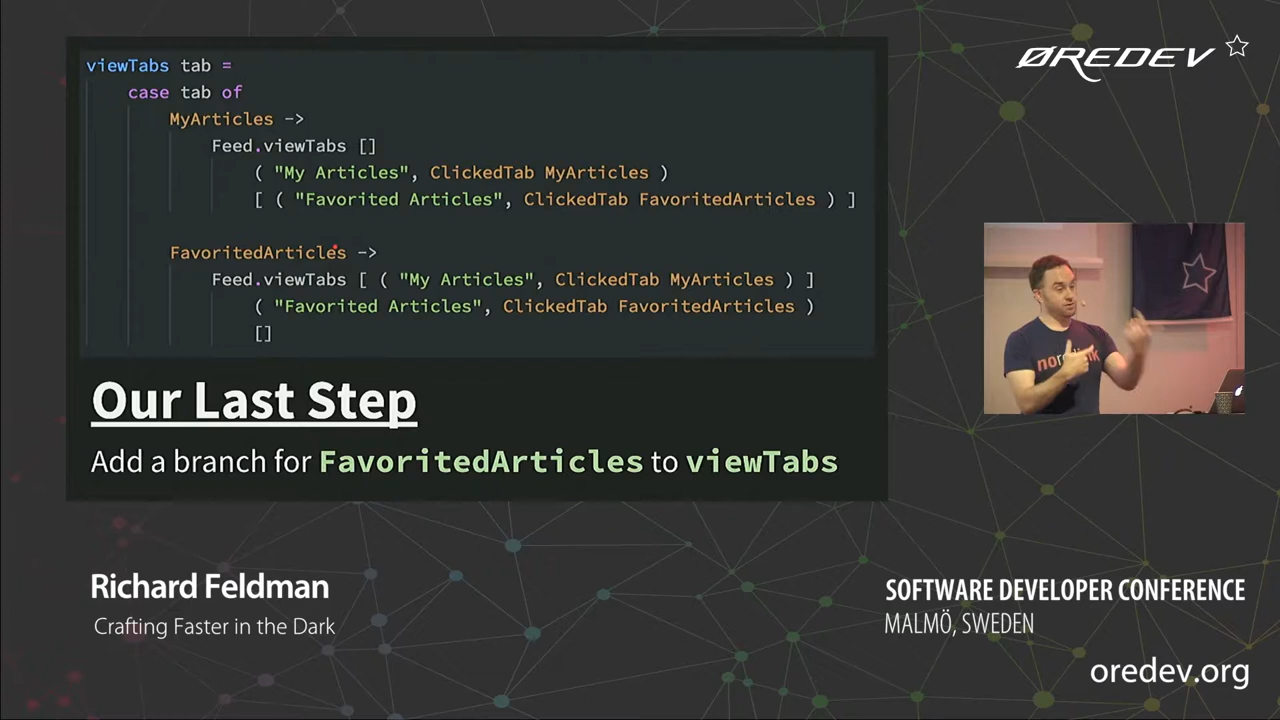 ØREDEV
viewTabs tab =
case tab of
MyArticles ->
Feed.viewTabs []
( "My Articles", ClickedTab MyArticles )
[ ( "Favorited Articles", ClickedTab FavoritedArticles ) ]
FavoritedArticles ->
Feed.viewTabs [ ( "My Articles", ClickedTab MyArticles ) ]
( "Favorited Articles", ClickedTab FavoritedArticles )
[]
Our Last Step
Add a branch for FavoritedArticles to viewTabs
Richard Feldman
Crafting Faster in the Dark
SOFTWARE DEVELOPER CONFERENCE
MALMÖ, SWEDEN
oredev.org